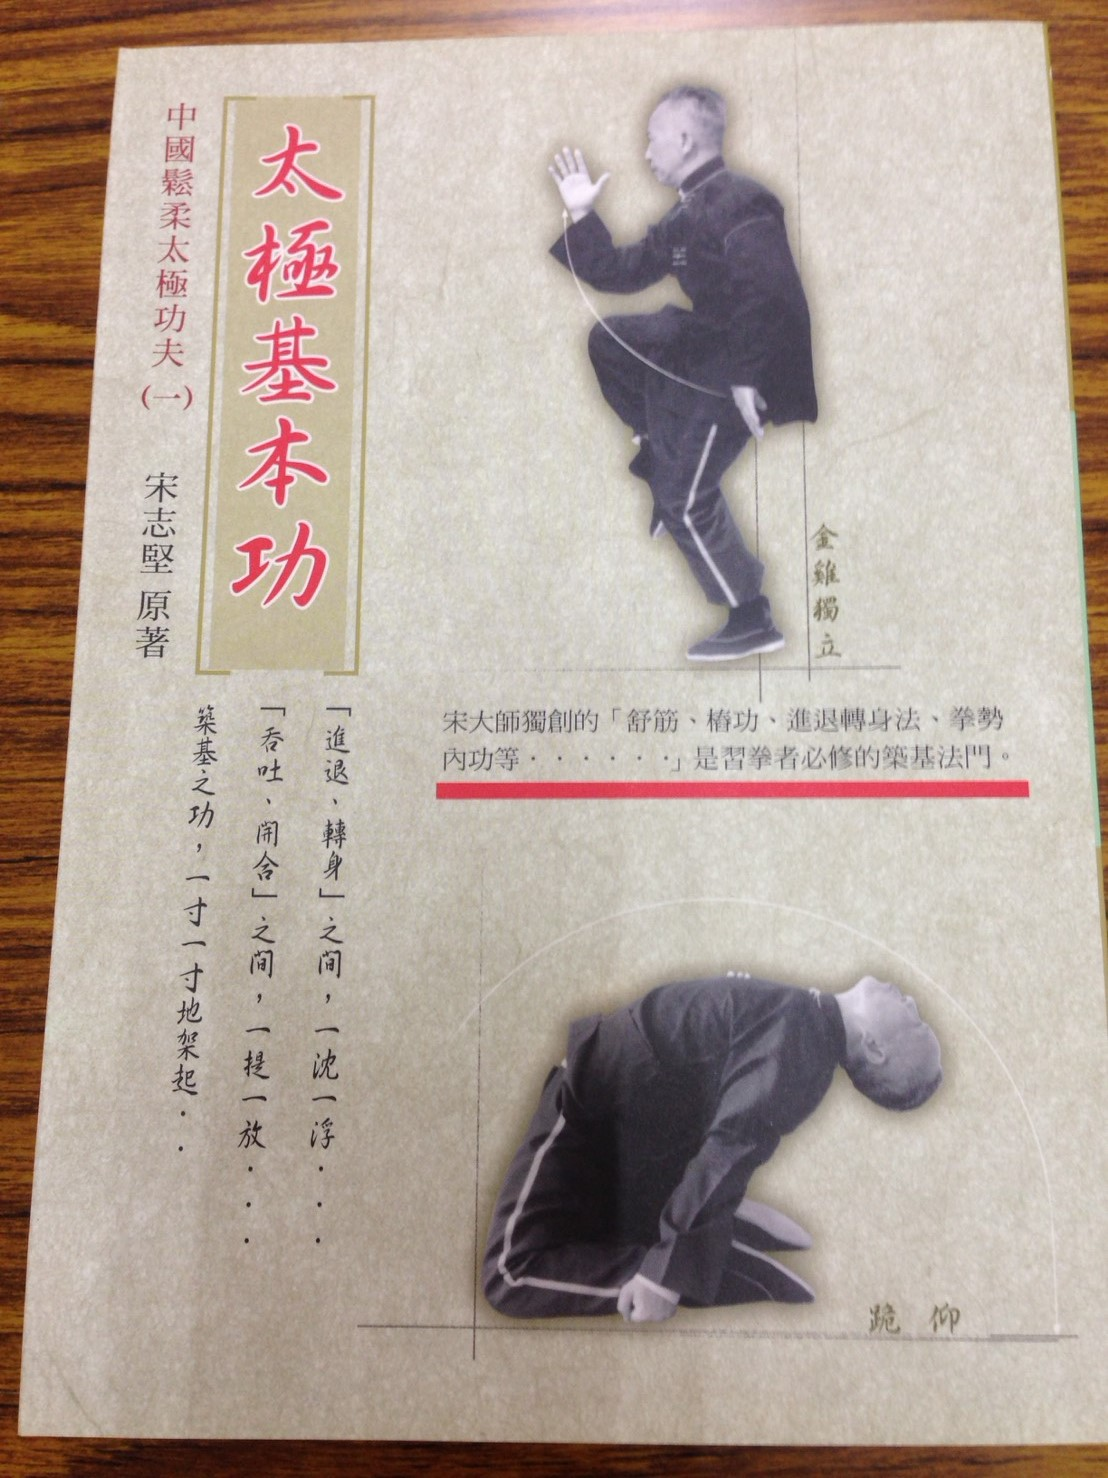 太極基本功
中國鬆柔太極功夫(一)
宋志堅 原著
金雞獨立
宋大師獨創的「舒筋、樁功、進退轉身法、拳勢
內功等‧‧‧‧‧‧」是習拳者必修的築基法門。
「進退、轉身」之間，一沈一浮‧‧‧
「吞吐、開合」之間，一提一放‧‧‧
築基之功，一寸一寸地架起‧‧
跪仰